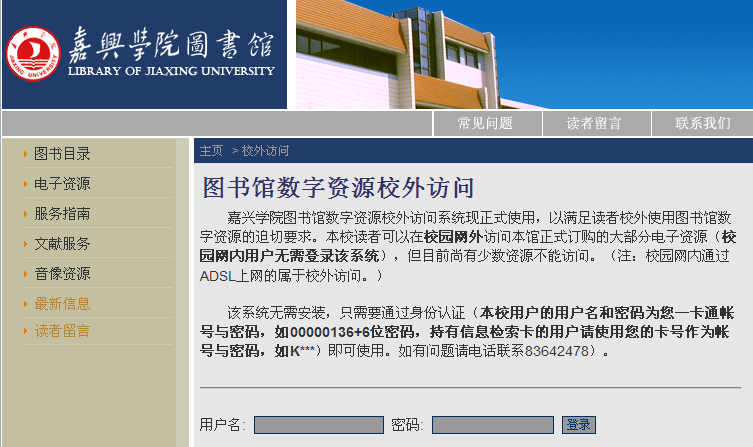 嘉興學院圖書館
LIBRARY OF JIAXING UNIVERSITY
JIAXING UNIVERSITY
常见问题 读者留言 联系我们
图书目录
电子资源
服务指南
文献服务
音像资源
最新信息
读者留言
主页 > 校外访问
图书馆数字资源校外访问
嘉兴学院图书馆数字资源校外访问系统现正式使用，以满足读者校外使用图书馆数
字资源的迫切要求。本校读者可以在校园网外访问本馆正式订购的大部分电子资源（校
园网内用户无需登录该系统），但目前尚有少数资源不能访问。（注：校园网内通过
ADSL上网的属于校外访问。）
该系统无需安装，只需要通过身份认证（本校用户的用户名和密码为您一卡通帐
号与密码，如00000136+6位密码，持有信息检索卡的用户请使用您的卡号作为帐
号与密码，如K***）即可使用。如有问题请电话联系83642478）。
用户名: 密码: 登录